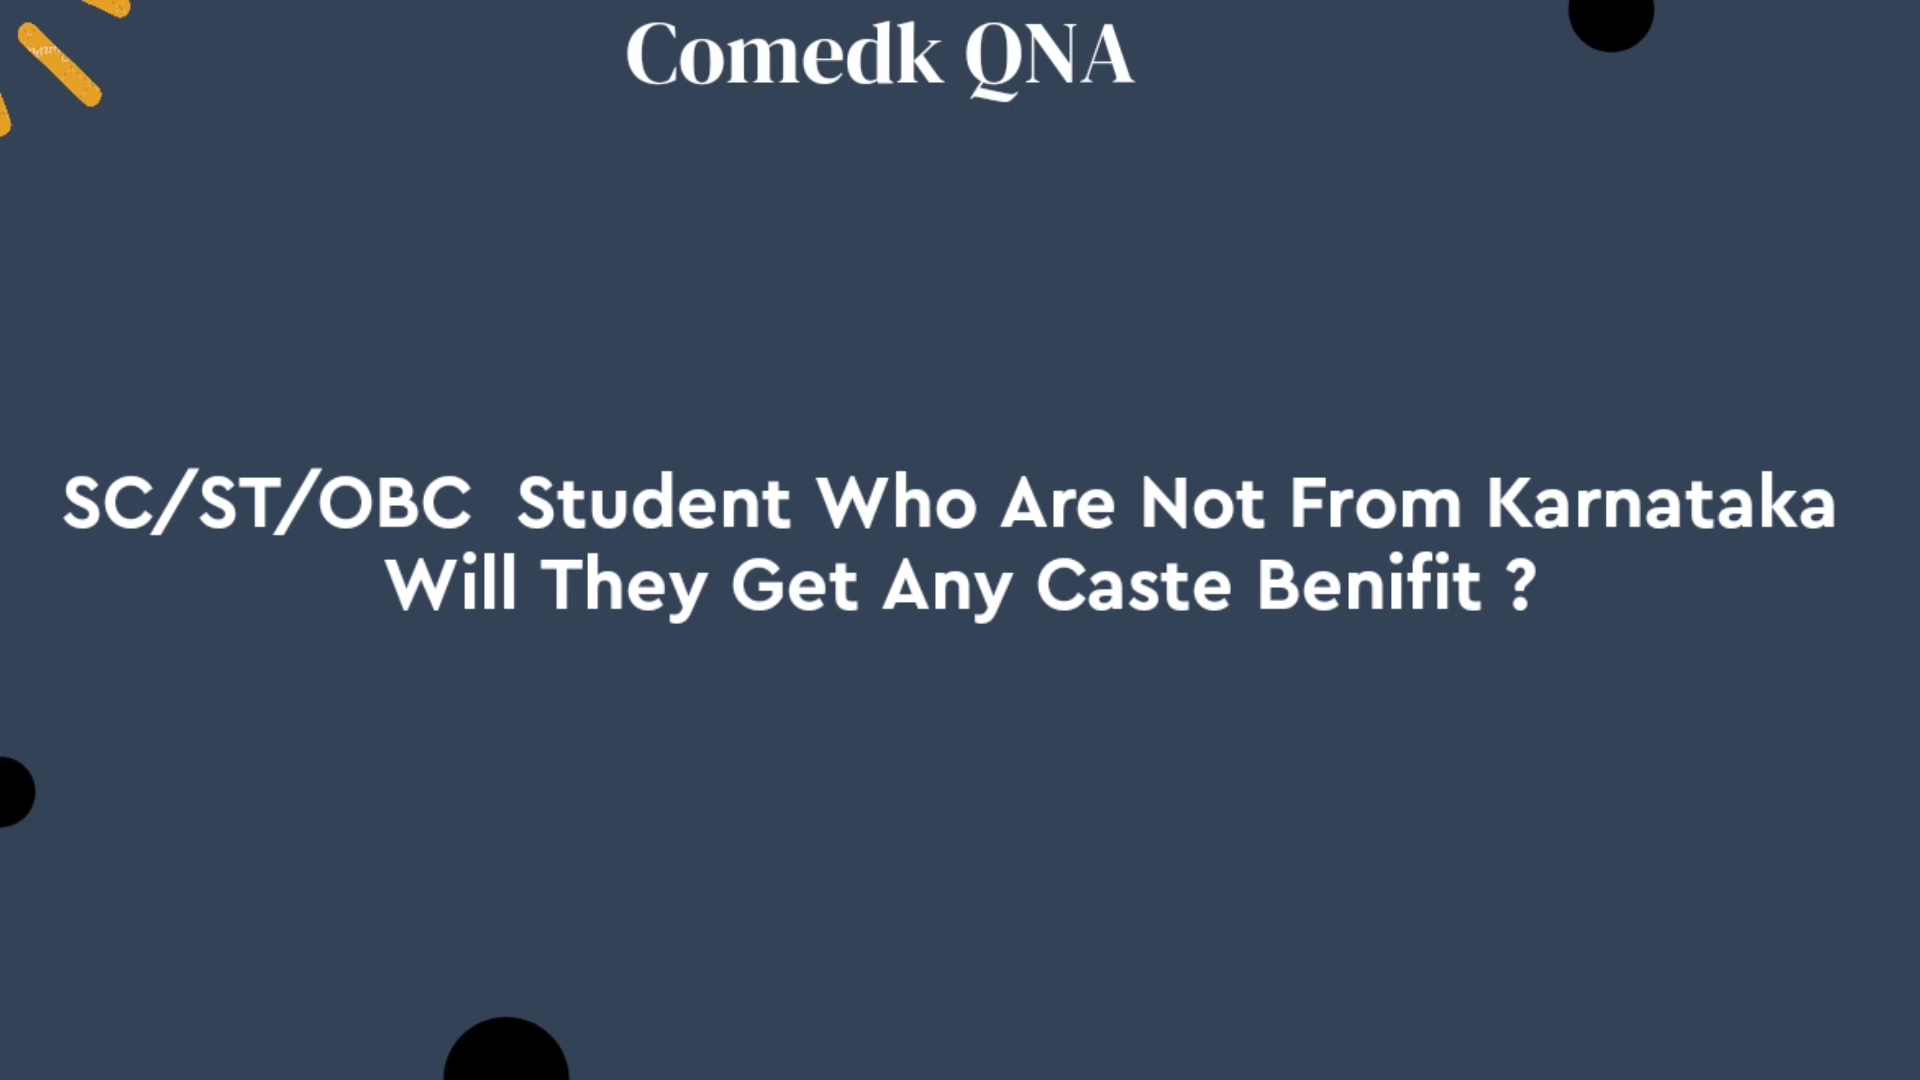 Comedk QNA
SC/ST/OBC Student Who Are Not From Karnataka
Will They Get Any Caste Benifit ?